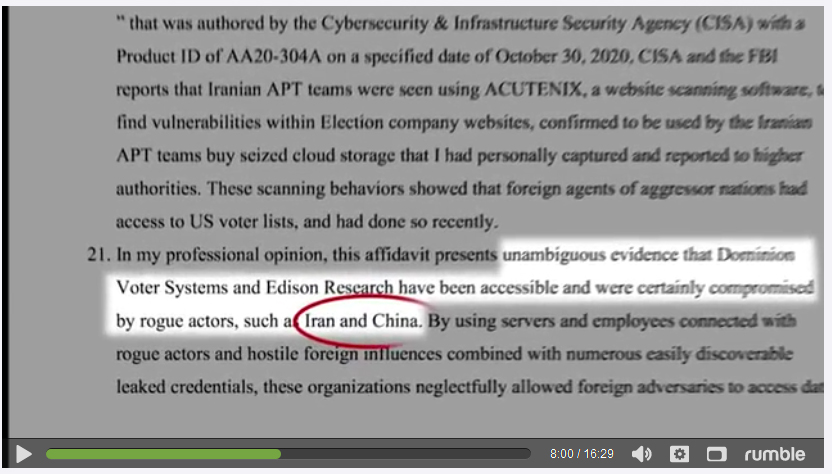 " that was authored by the Cybersecurity & Infrastructure Security Agency (CISA) with a
Product ID of AA20-304A on a specified date of October 30, 2020, CISA and the FBI
reports that Iranian APT teams were seen using ACUTENIX, a website scanning software, t
find vulnerabilities within Election company websites, confirmed to be used by the Iranian
APT teams buy seized cloud storage that I had personally captured and reported to higher
authorities. These scanning behaviors showed that foreign agents of aggressor nations had
access to US voter lists, and had done so recently.
21. In my professional opinion, this affidavit presents unambiguous evidence that Dominion
Voter Systems and Edison Research have been accessible and were certainly compromised
by rogue actors, such as Iran and China. By using servers and employees connected with
rogue actors and hostile foreign influences combined with numerous easily discoverable
leaked credentials, these organizations neglectfully allowed foreign adversaries to access dat
8:00 / 16:29 rumble